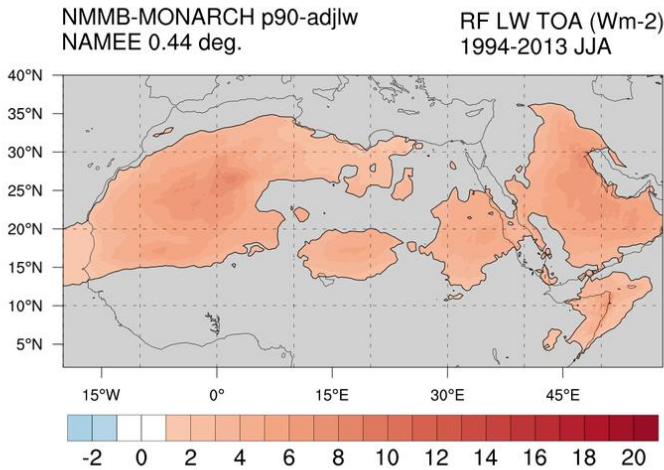 NMMB-MONARCH p90-adjlw
NAMEE 0.44 deg.
RF LW TOA (Wm-2)
1994-2013 JJA
40°N
35°N
30°N
25°N
20°N
15°N
10°N
5°N
15°W 0° 15°E 30°E 45°E
-2 0 2 4 6 8 10 12 14 16 18 20